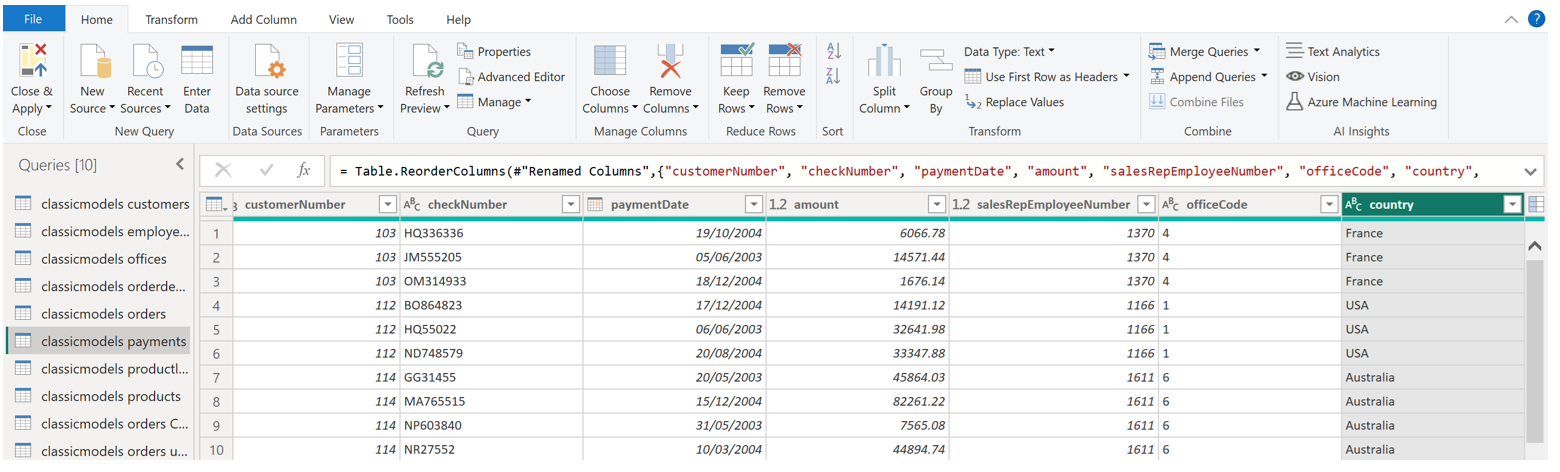 File Home Transform Add Column View Tools Help ?
Close & Apply New Source Recent Sources Enter Data Data source settings Manage Parameters Refresh Preview Properties Advanced Editor Manage Choose Columns Remove Columns Keep Rows Remove Rows A Z Z A Split Column Group By Data Type: Text Use First Row as Headers 1 2 Replace Values Merge Queries Append Queries Combine Files Text Analytics Vision Azure Machine Learning
Close New Query Data Sources Parameters Query Manage Columns Reduce Rows Sort Transform Combine AI Insights
Queries [10]
fx = Table.ReorderColumns(#"Renamed Columns",{"customerNumber", "checkNumber", "paymentDate", "amount", "salesRepEmployeeNumber", "officeCode", "country",
classicmodels customers
classicmodels employe...
classicmodels offices
classicmodels orderde...
classicmodels orders
classicmodels payments
classicmodels productl...
classicmodels products
classicmodels orders C...
classicmodels orders u...
3 customerNumber ABC checkNumber paymentDate 1.2 amount 1.2 salesRepEmployeeNumber ABC officeCode ABC country
1 103 HQ336336 19/10/2004 6066.78 1370 4 France
2 103 JM555205 05/06/2003 14571.44 1370 4 France
3 103 OM314933 18/12/2004 1676.14 1370 4 France
4 112 BO864823 17/12/2004 14191.12 1166 1 USA
5 112 HQ55022 06/06/2003 32641.98 1166 1 USA
6 112 ND748579 20/08/2004 33347.88 1166 1 USA
7 114 GG31455 20/05/2003 45864.03 1611 6 Australia
8 114 MA765515 15/12/2004 82261.22 1611 6 Australia
9 114 NP603840 31/05/2003 7565.08 1611 6 Australia
10 114 NR27552 10/03/2004 44894.74 1611 6 Australia